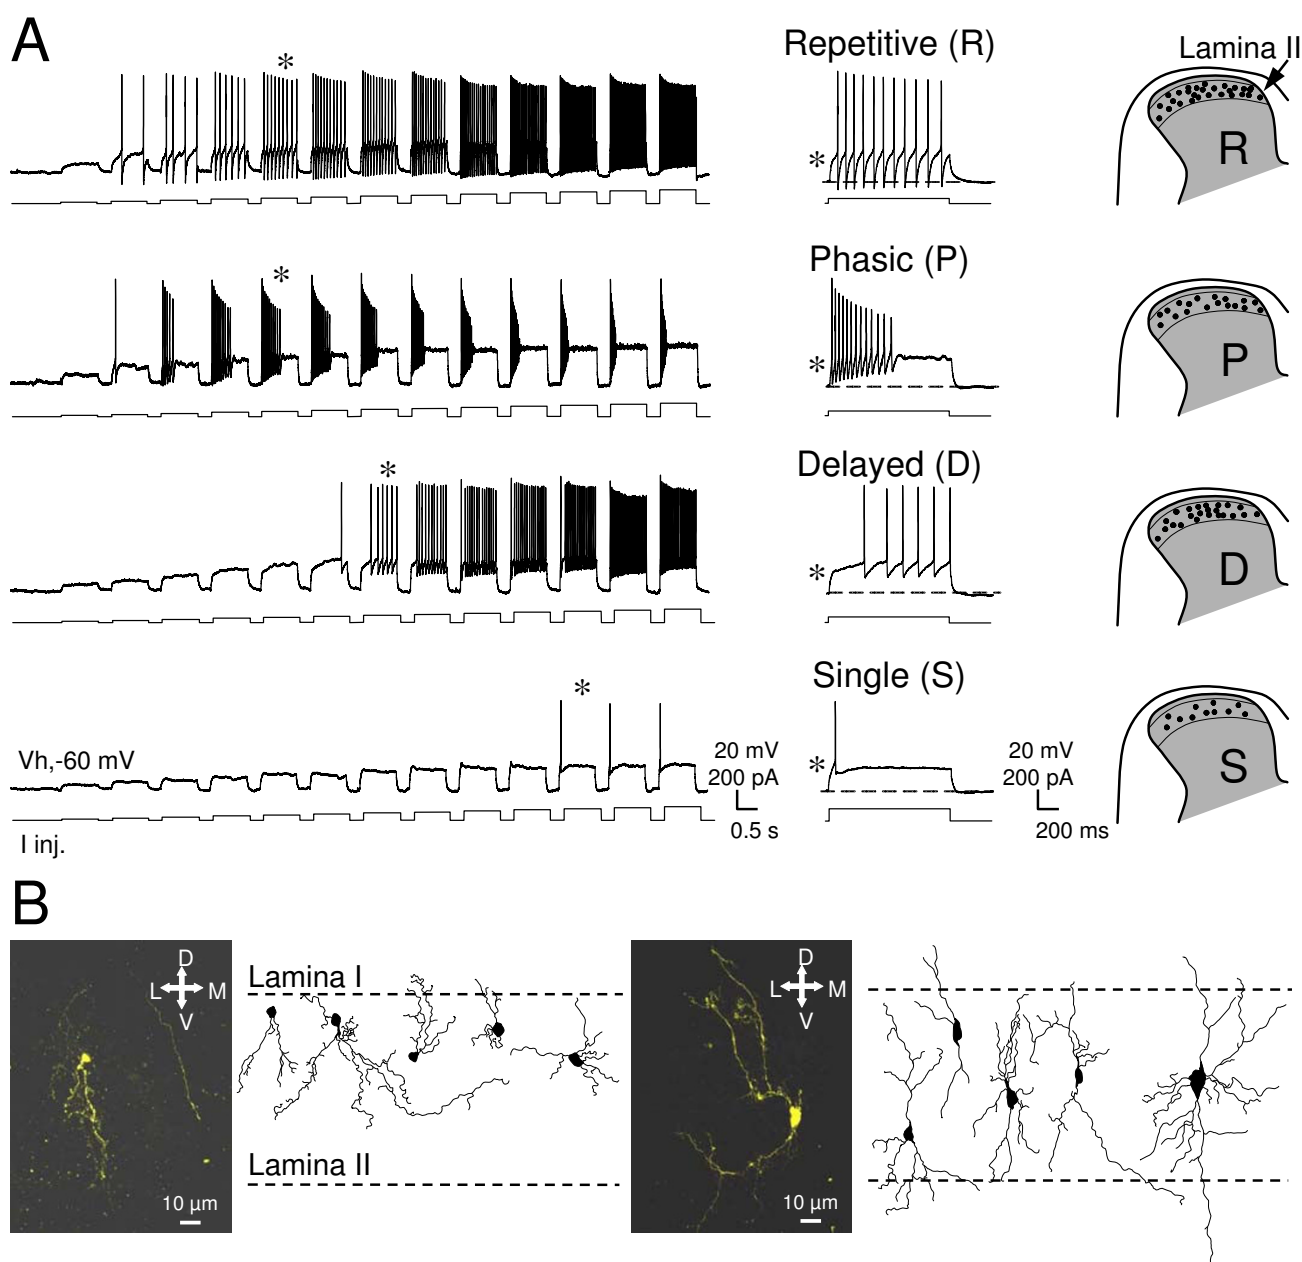 A
Repetitive (R)
Lamina II
*
*
R
Phasic (P)
*
*
P
Delayed (D)
*
*
D
Single (S)
*
*
Vh,-60 mV
20 mV
200 pA
0.5 s
20 mV
200 pA
200 ms
S
I inj.
B
D
L M
V
10 µm
Lamina I
Lamina II
D
L M
V
10 µm